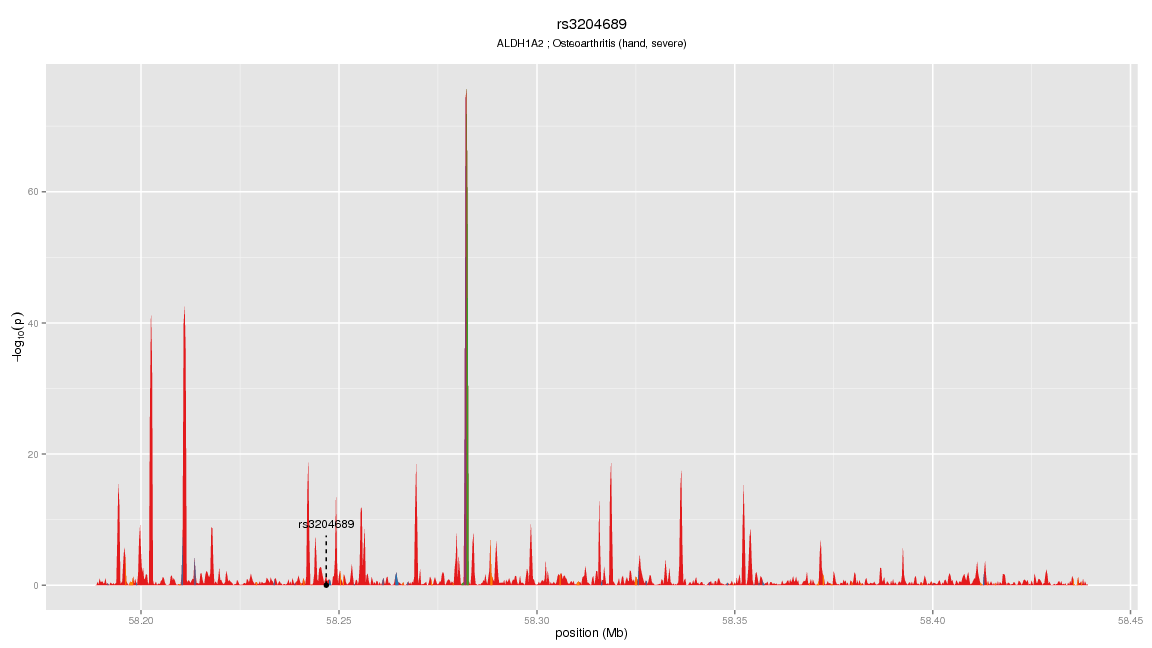 rs3204689
ALDH1A2 ; Osteoarthritis (hand, severe)
−log10(p)
60
40
20
0
rs3204689
58.20 58.25 58.30 58.35 58.40 58.45
position (Mb)